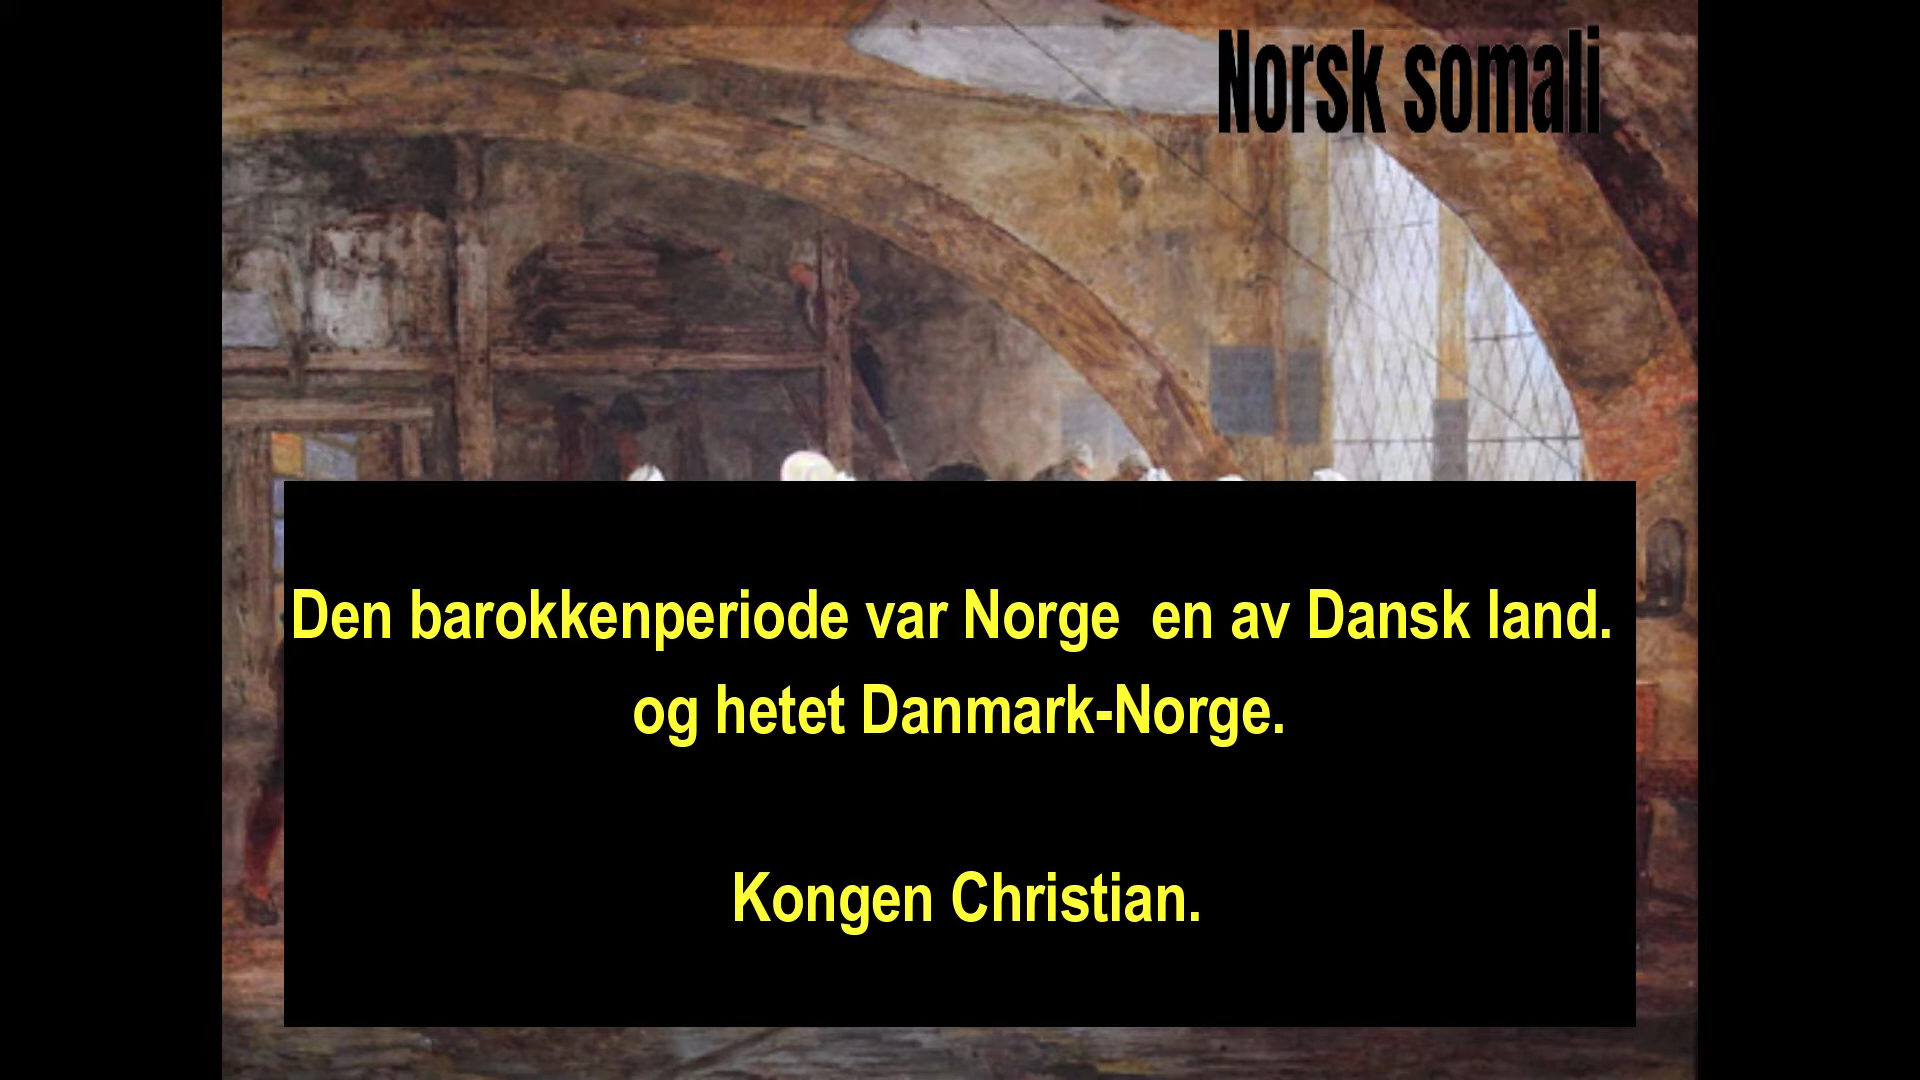 Norsk somali
Den barokkenperiode var Norge  en av Dansk land.
og hetet Danmark-Norge.
Kongen Christian.